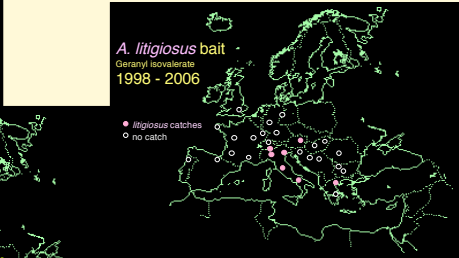 A. litigiosus bait
Geranyl isovalerate
1998 - 2006
litigiosus catches
no catch